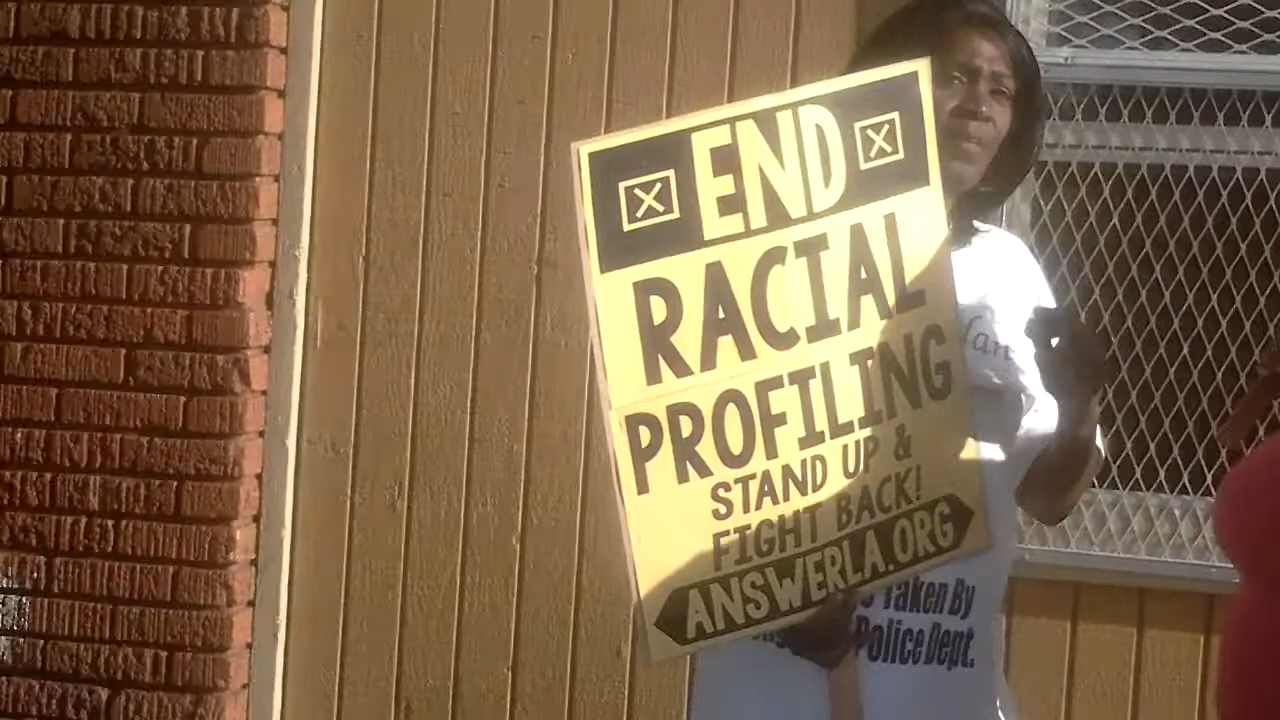 END
RACIAL
PROFILING
STAND UP &
FIGHT BACK!
ANSWERLA.ORG
Taken By
Police Dept.